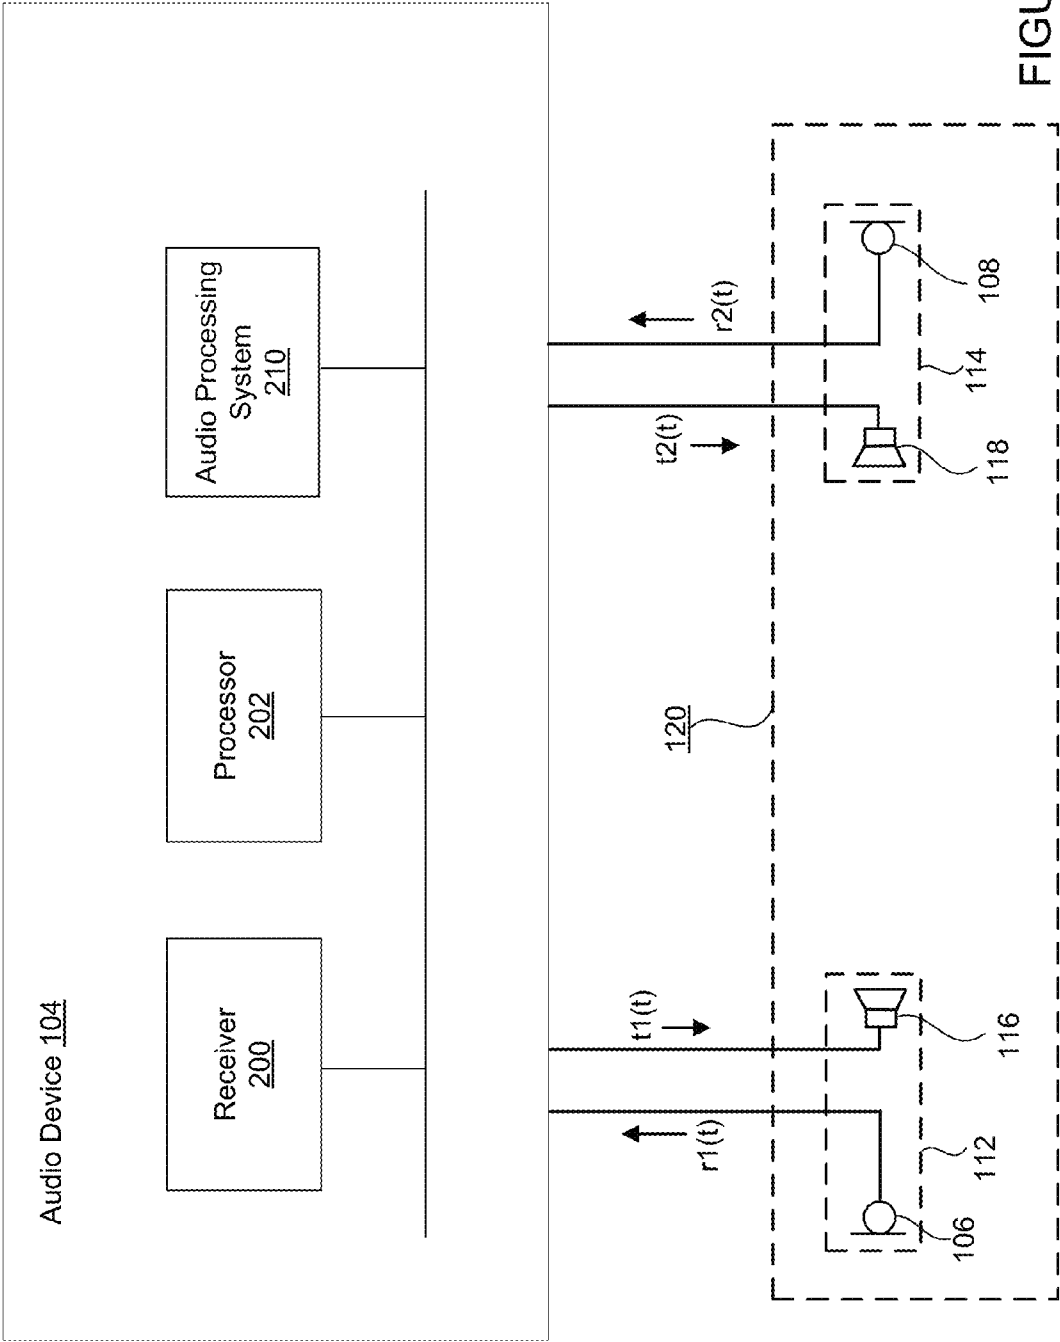 Audio Device 104
Receiver
200
Processor
202
Audio Processing
System
210
r1(t)
t1(t)
t2(t)
r2(t)
120
106
112
116
118
114
108
FIGU